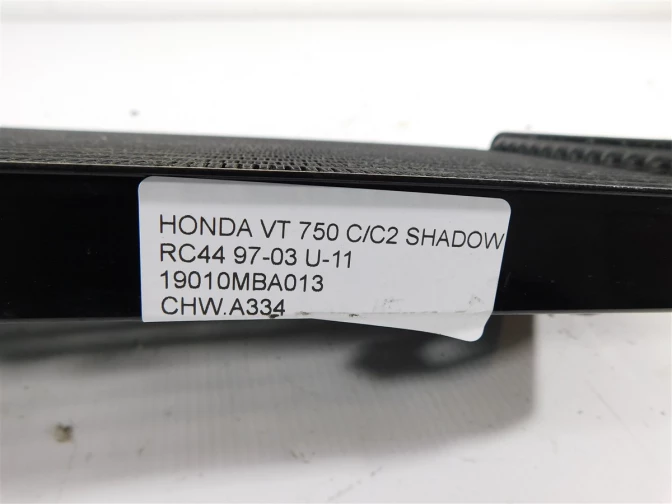 HONDA VT 750 C/C2 SHADOW
RC44 97-03 U-11
19010MBA013
CHW.A334